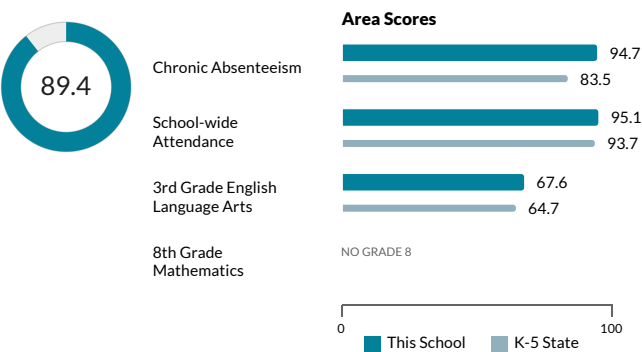 Area Scores
89.4
Chronic Absenteeism
94.7
83.5
School-wide
Attendance
95.1
93.7
3rd Grade English
Language Arts
67.6
64.7
8th Grade
Mathematics
NO GRADE 8
0
100
This School
K-5 State